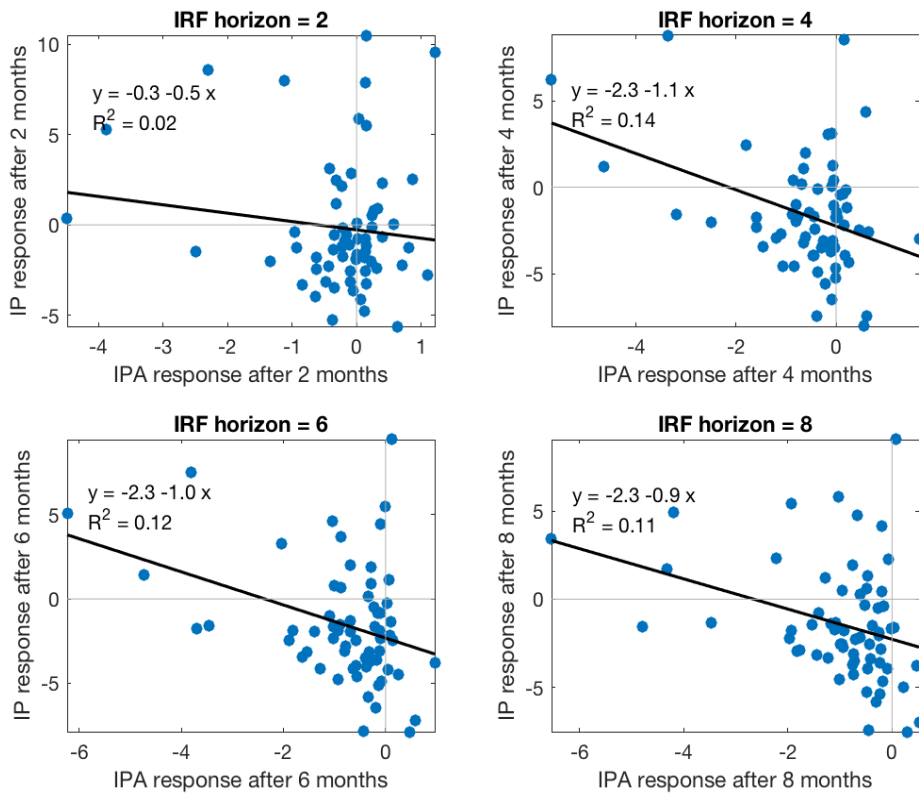 IRF horizon = 2
IP response after 2 months
10
5
0
-5
y = -0.3 -0.5 x
R² = 0.02
-4 -3 -2 -1 0 1
IPA response after 2 months
IRF horizon = 4
IP response after 4 months
5
0
-5
y = -2.3 -1.1 x
R² = 0.14
-4 -2 0
IPA response after 4 months
IRF horizon = 6
IP response after 6 months
5
0
-5
y = -2.3 -1.0 x
R² = 0.12
-6 -4 -2 0
IPA response after 6 months
IRF horizon = 8
IP response after 8 months
5
0
-5
y = -2.3 -0.9 x
R² = 0.11
-6 -4 -2 0
IPA response after 8 months